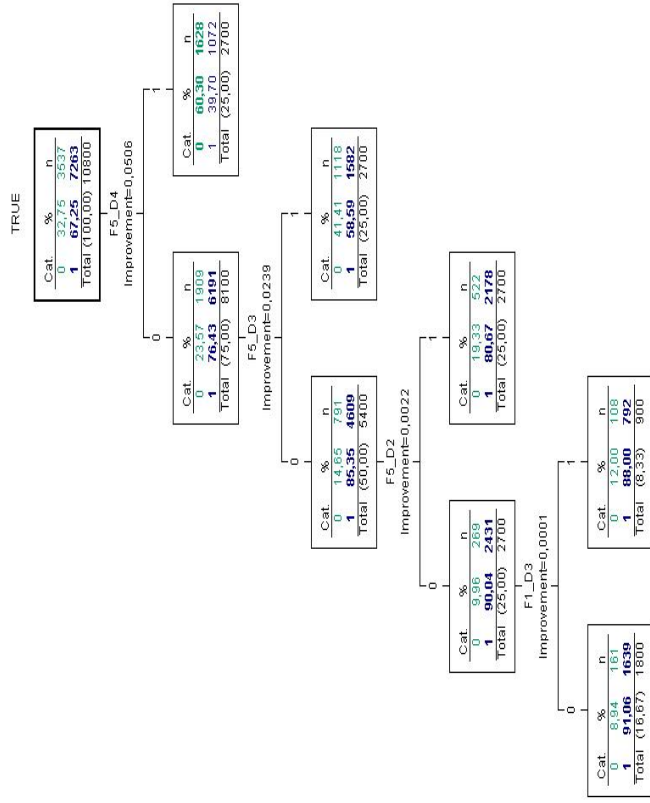 TRUE
Cat. % n
0 32,75 3537
1 67,25 7263
Total (100,00) 10800
F5_D4
Improvement=0,0506
0
1
Cat. % n
0 23,57 1909
1 76,43 6191
Total (75,00) 8100
Cat. % n
0 60,30 1628
1 39,70 1072
Total (25,00) 2700
F5_D3
Improvement=0,0239
0
1
Cat. % n
0 14,65 791
1 85,35 4609
Total (50,00) 5400
Cat. % n
0 41,41 1118
1 58,59 1582
Total (25,00) 2700
F5_D2
Improvement=0,0022
0
1
Cat. % n
0 9,96 269
1 90,04 2431
Total (25,00) 2700
Cat. % n
0 19,33 522
1 80,67 2178
Total (25,00) 2700
F1_D3
Improvement=0,0001
0
1
Cat. % n
0 8,94 161
1 91,06 1639
Total (16,67) 1800
Cat. % n
0 12,00 108
1 88,00 792
Total (8,33) 900